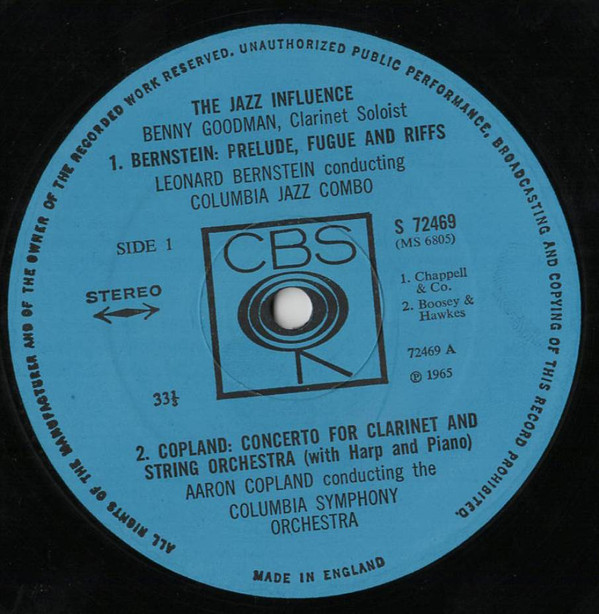 ALL RIGHTS OF THE MANUFACTURER AND OF THE OWNER OF THE RECORDED WORK RESERVED. UNAUTHORIZED PUBLIC PERFORMANCE, BROADCASTING AND COPYING OF THIS RECORD PROHIBITED.
THE JAZZ INFLUENCE
BENNY GOODMAN, Clarinet Soloist
1. BERNSTEIN: PRELUDE, FUGUE AND RIFFS
LEONARD BERNSTEIN conducting
COLUMBIA JAZZ COMBO
SIDE 1
STEREO
33⅓
CBS
S 72469
(MS 6805)
1. Chappell
& Co.
2. Boosey &
Hawkes
72469 A
℗ 1965
2. COPLAND: CONCERTO FOR CLARINET AND
STRING ORCHESTRA (with Harp and Piano)
AARON COPLAND conducting the
COLUMBIA SYMPHONY
ORCHESTRA
MADE IN ENGLAND